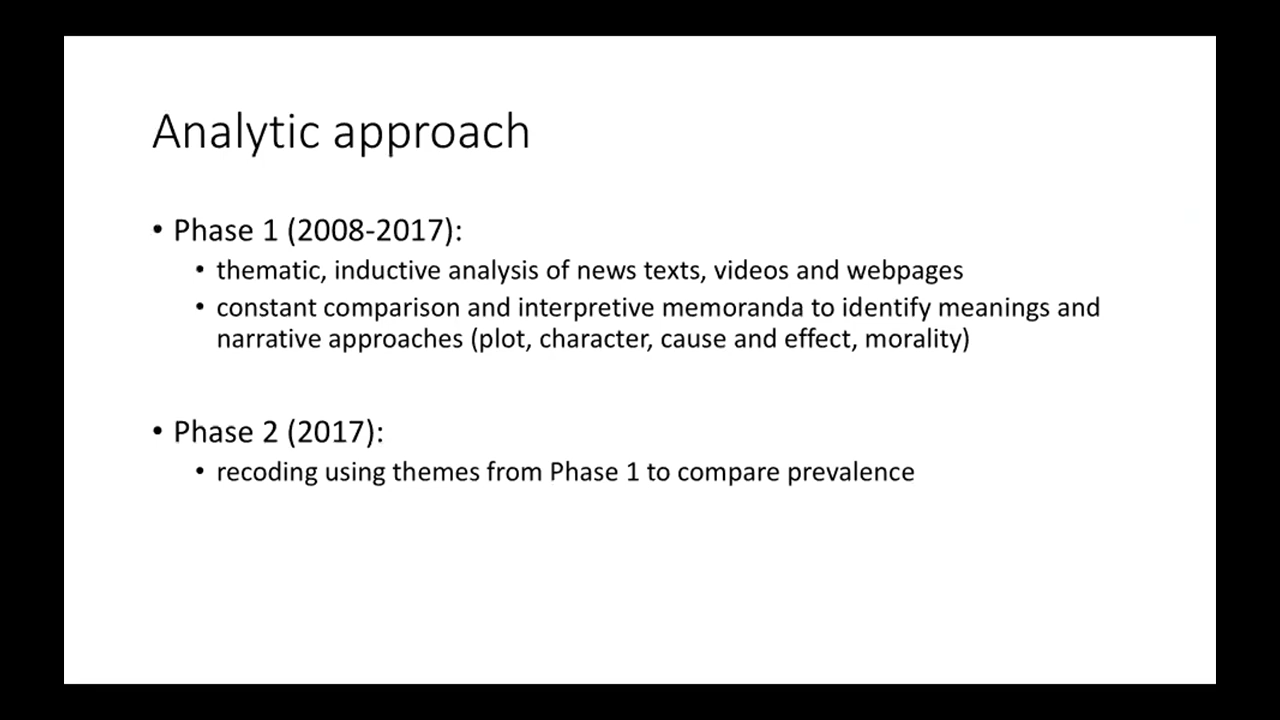 Analytic approach
• Phase 1 (2008-2017):
• thematic, inductive analysis of news texts, videos and webpages
• constant comparison and interpretive memoranda to identify meanings and
narrative approaches (plot, character, cause and effect, morality)
• Phase 2 (2017):
• recoding using themes from Phase 1 to compare prevalence